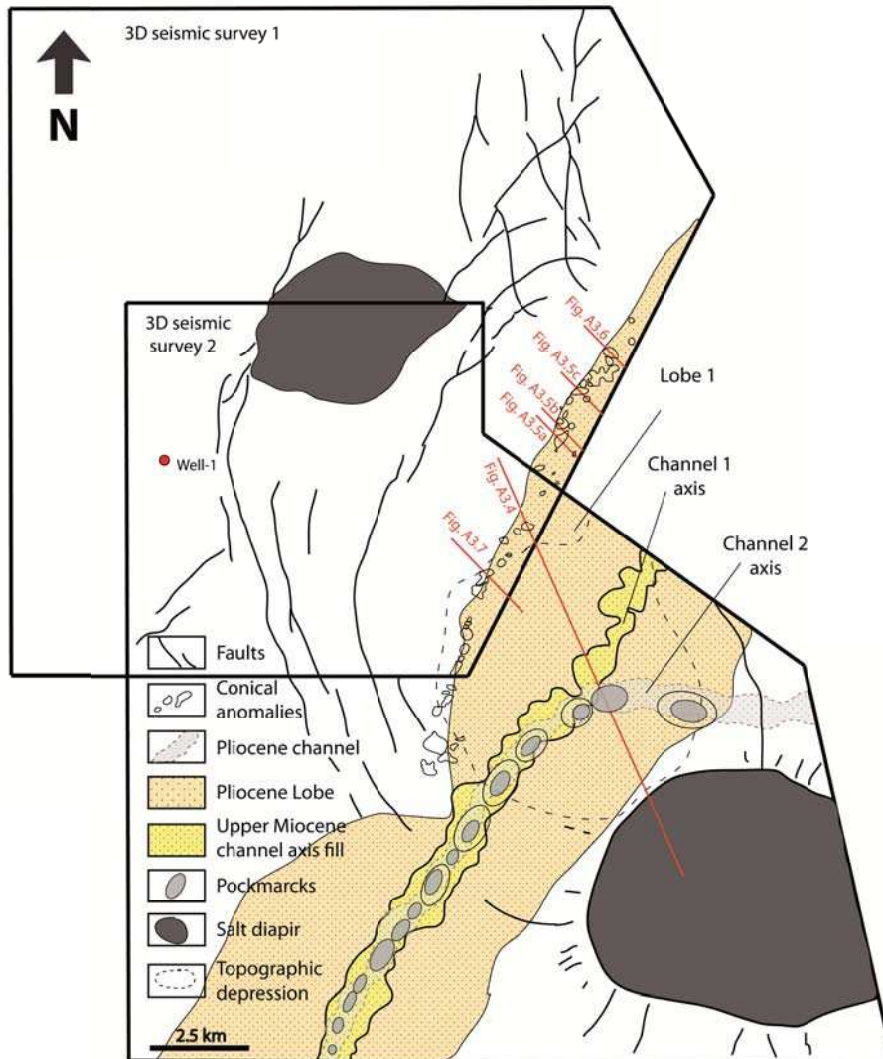 3D seismic survey 1
N
3D seismic
survey 2
Well-1
Fig. A3.6
Fig. A3.5c
Fig. A3.5b
Fig. A3.5a
Fig. A3.4
Fig. A3.7
Lobe 1
Channel 1
axis
Channel 2
axis
Faults
Conical
anomalies
Pliocene channel
Pliocene Lobe
Upper Miocene
channel axis fill
Pockmarcks
Salt diapir
Topographic
depression
2.5 km